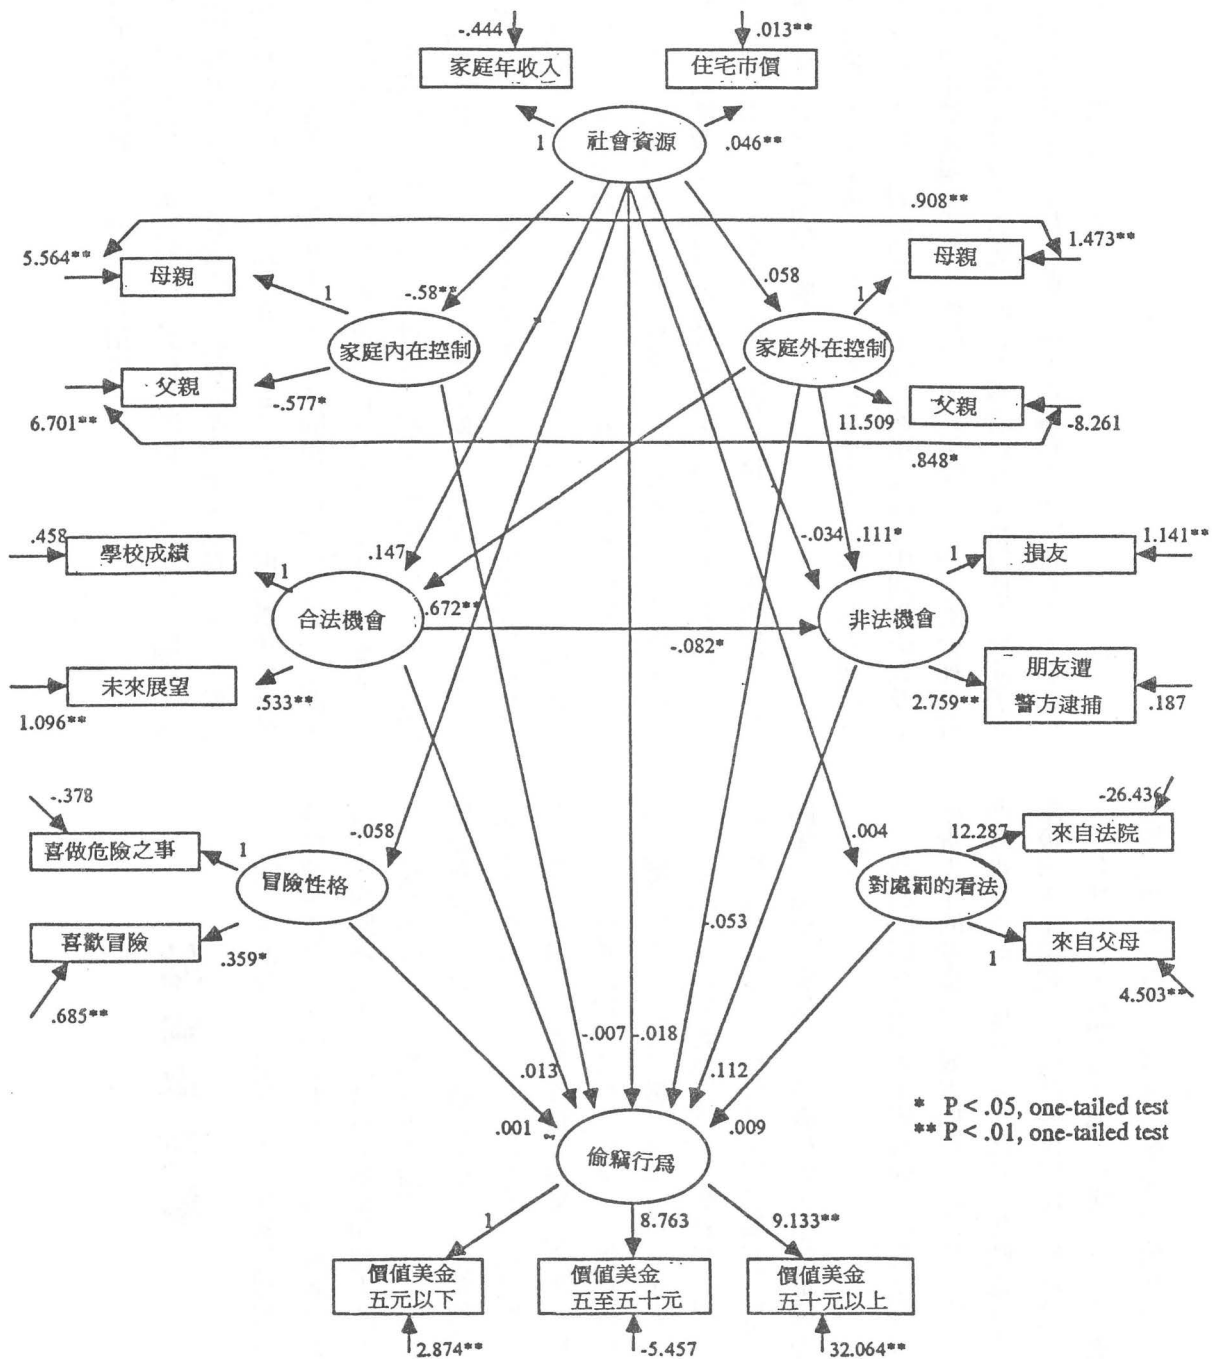 -.444
.013**
家庭年收入
住宅市價
1
社會資源
.046**
.908**
5.564**
1.473**
母親
母親
1
-.58**
.058
1
家庭內在控制
家庭外在控制
父親
-.577*
父親
6.701**
11.509
-8.261
.848*
.458
學校成績
.147
-.034
.111*
損友
1.141**
1
1
合法機會
.672**
非法機會
-.082*
未來展望
.533**
朋友遭
警方逮捕
1.096**
2.759**
.187
-.378
-26.436
喜做危險之事
1
-.058
.004
12.287
來自法院
冒險性格
對處罰的看法
喜歡冒險
.359*
-.053
1
來自父母
.685**
4.503**
-.007
-.018
.013
.112
.001
.009
* P < .05, one-tailed test
** P < .01, one-tailed test
偷竊行為
1
8.763
9.133**
價值美金
五元以下
價值美金
五至五十元
價值美金
五十元以上
2.874**
-5.457
32.064**